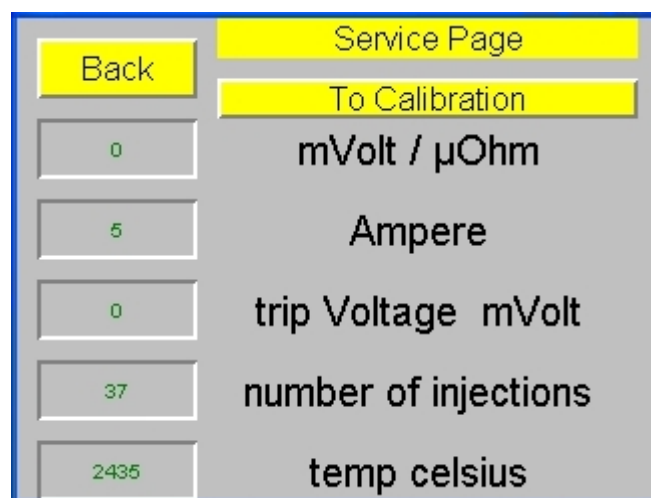 Service Page
Back
To Calibration
0 mVolt / µOhm
5 Ampere
0 trip Voltage mVolt
37 number of injections
2435 temp celsius